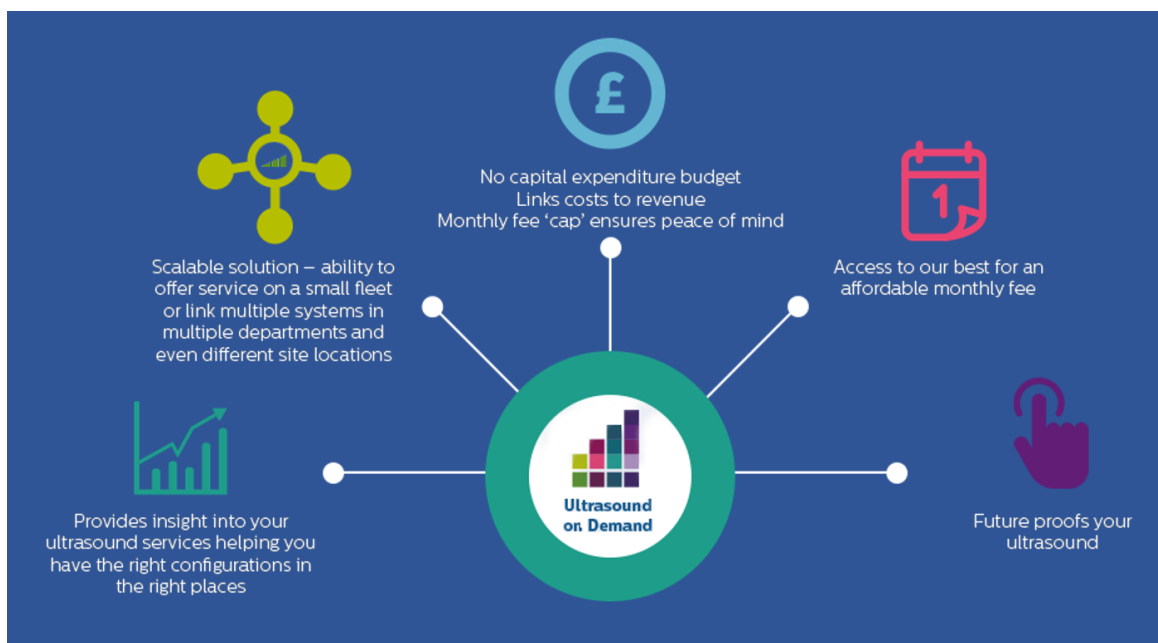 £
No capital expenditure budget
Links costs to revenue
Monthly fee ‘cap’ ensures peace of mind
Scalable solution – ability to
offer service on a small fleet
or link multiple systems in
multiple departments and
even different site locations
1
Access to our best for an
affordable monthly fee
Provides insight into your
ultrasound services helping you
have the right configurations in
the right places
Ultrasound
on Demand
Future proofs your
ultrasound